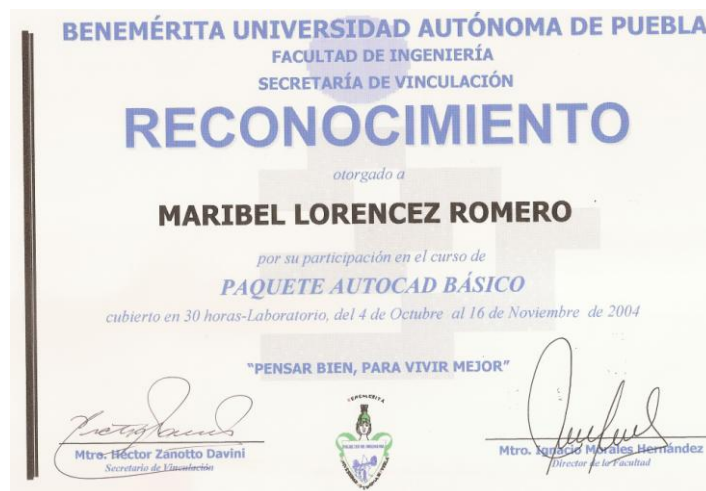 BENEMÉRITA UNIVERSIDAD AUTÓNOMA DE PUEBLA
FACULTAD DE INGENIERÍA
SECRETARÍA DE VINCULACIÓN
RECONOCIMIENTO
otorgado a
MARIBEL LORENCEZ ROMERO
por su participación en el curso de
PAQUETE AUTOCAD BÁSICO
cubierto en 30 horas-Laboratorio, del 4 de Octubre al 16 de Noviembre de 2004
"PENSAR BIEN, PARA VIVIR MEJOR"
Mtro. Héctor Zanotto Davini
Secretario de Vinculación
Mtro. Ignacio Morales Hernández
Director de la Facultad